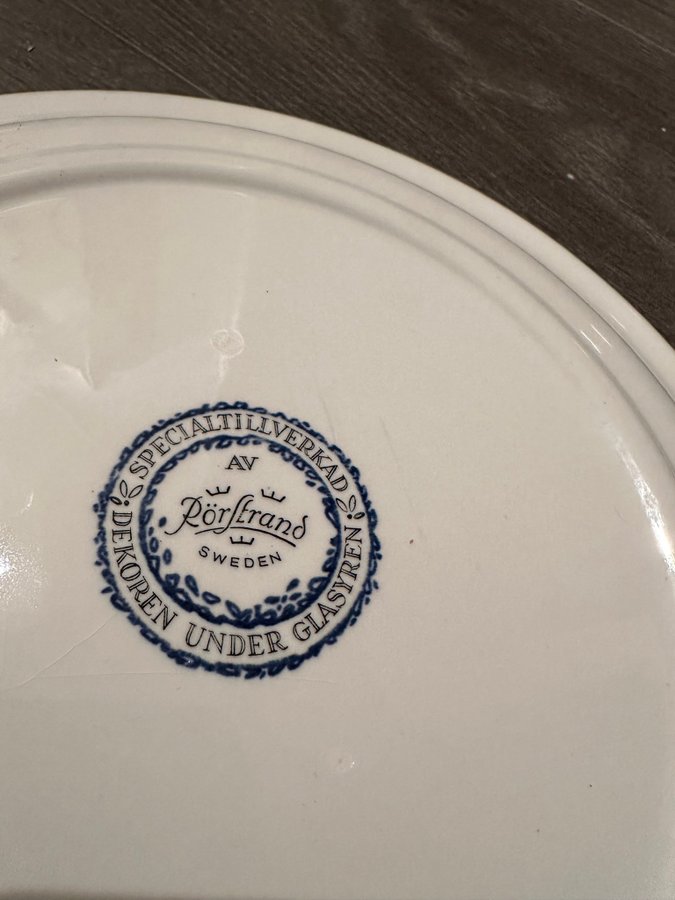 SPECIALTILLVERKAD
AV
Rörstrand
SWEDEN
DEKOREN UNDER GLASYREN